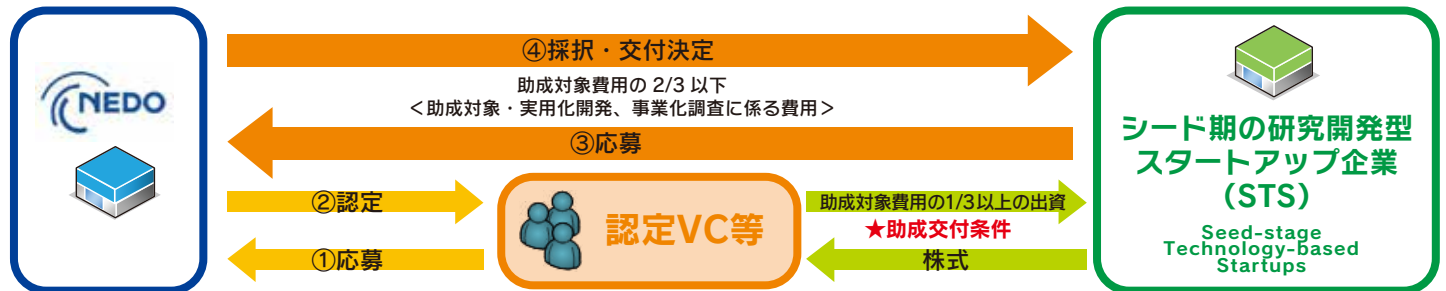 NEDO
④採択・交付決定
助成対象費用の 2/3 以下
＜助成対象・実用化開発、事業化調査に係る費用＞
③応募
②認定
①応募
認定VC等
助成対象費用の1/3以上の出資
★助成交付条件
株式
シード期の研究開発型
スタートアップ企業
（STS）
Seed-stage
Technology-based
Startups